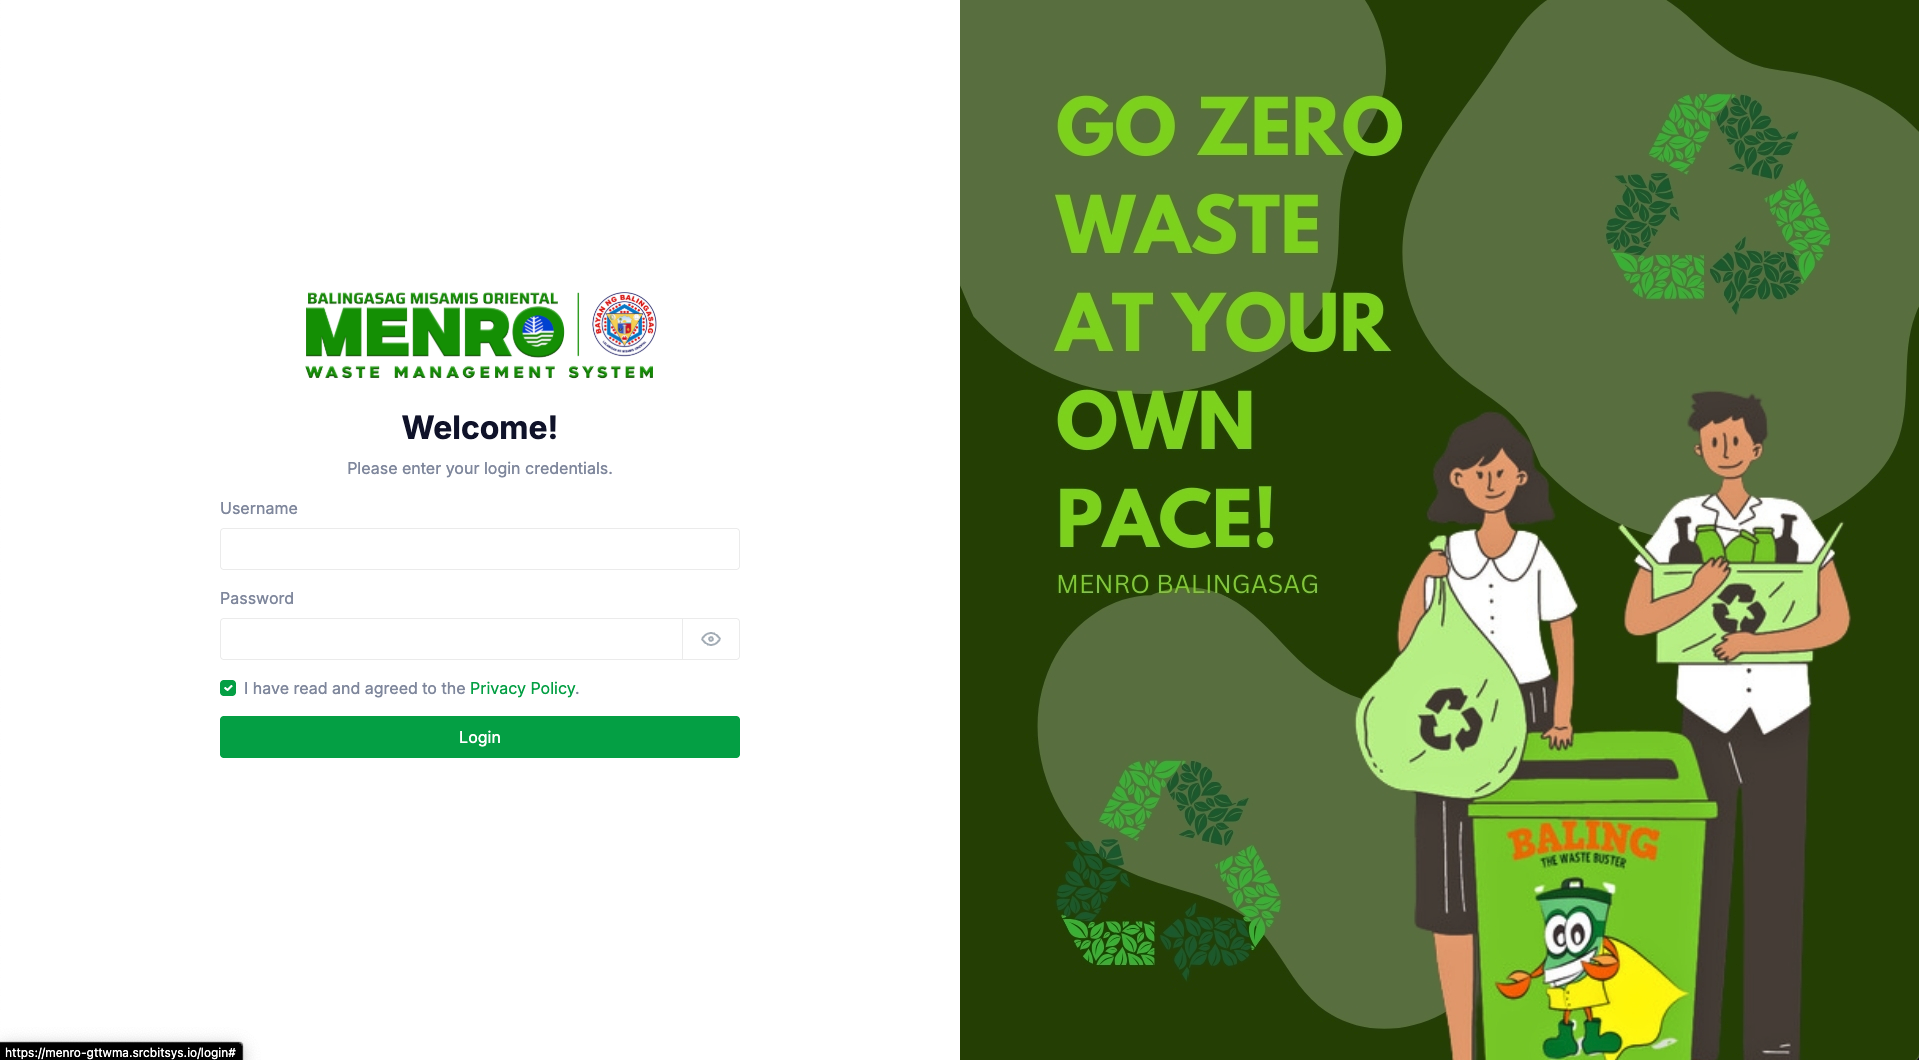 BALINGASAG MISAMIS ORIENTAL
MENRO
BAYAN NG BALINGASAG
WASTE MANAGEMENT SYSTEM
Welcome!
Please enter your login credentials.
Username
Password
I have read and agreed to the Privacy Policy.
Login
https://menro-gttwma.srcbitsys.io/login#
GO ZERO
WASTE
AT YOUR
OWN
PACE!
MENRO BALINGASAG
BALING
THE WASTE BUSTER